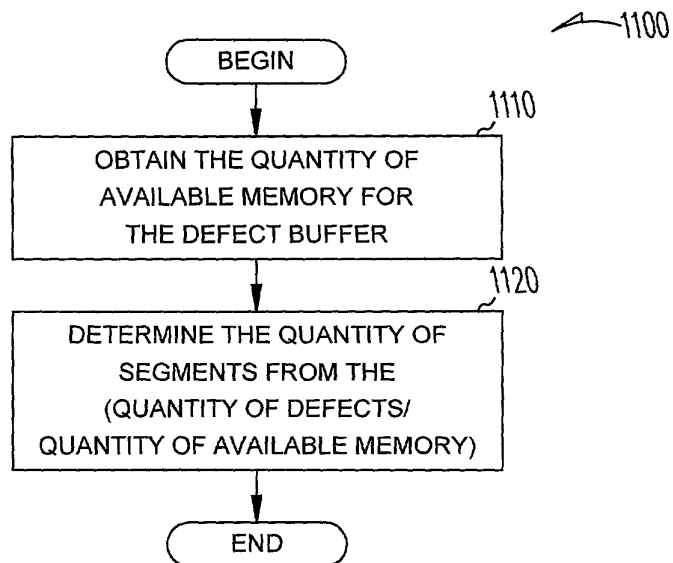 1100
BEGIN
1110
OBTAIN THE QUANTITY OF
AVAILABLE MEMORY FOR
THE DEFECT BUFFER
1120
DETERMINE THE QUANTITY OF
SEGMENTS FROM THE
(QUANTITY OF DEFECTS/
QUANTITY OF AVAILABLE MEMORY)
END